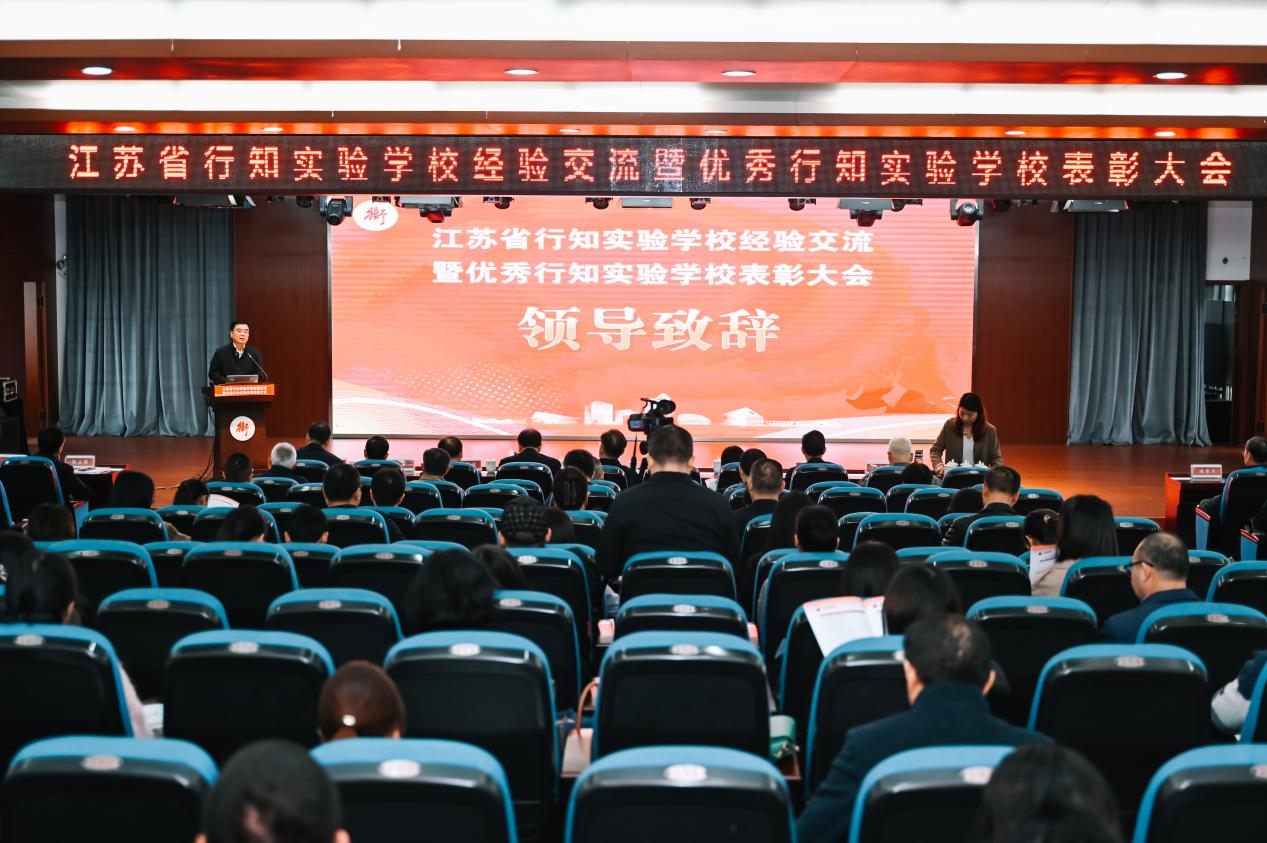 江苏省行知实验学校经验交流暨优秀行知实验学校表彰大会
江苏省行知实验学校经验交流
暨优秀行知实验学校表彰大会
领导致辞